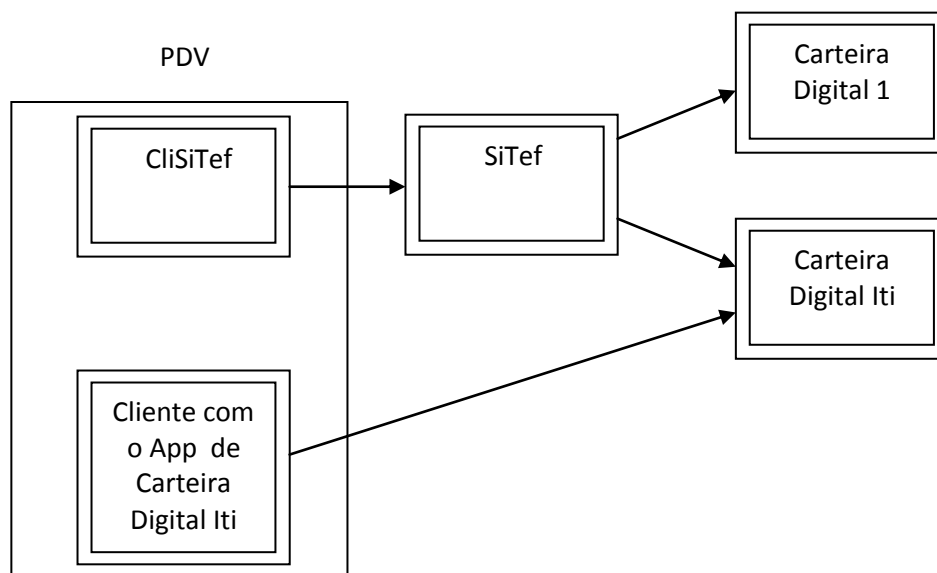 PDV
CliSiTef
SiTef
Carteira
Digital 1
Carteira
Digital Iti
Cliente com
o App de
Carteira
Digital Iti